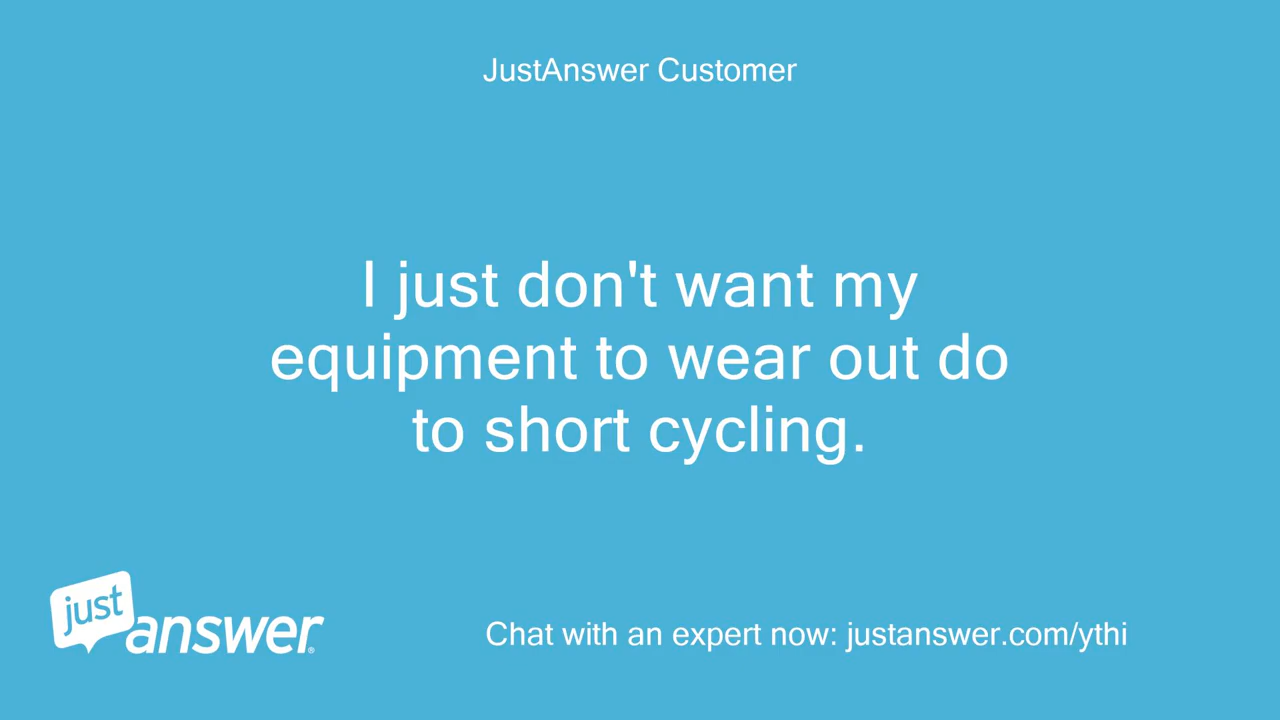 JustAnswer Customer
I just don't want my
equipment to wear out do
to short cycling.
just
answer®
Chat with an expert now: justanswer.com/ythi